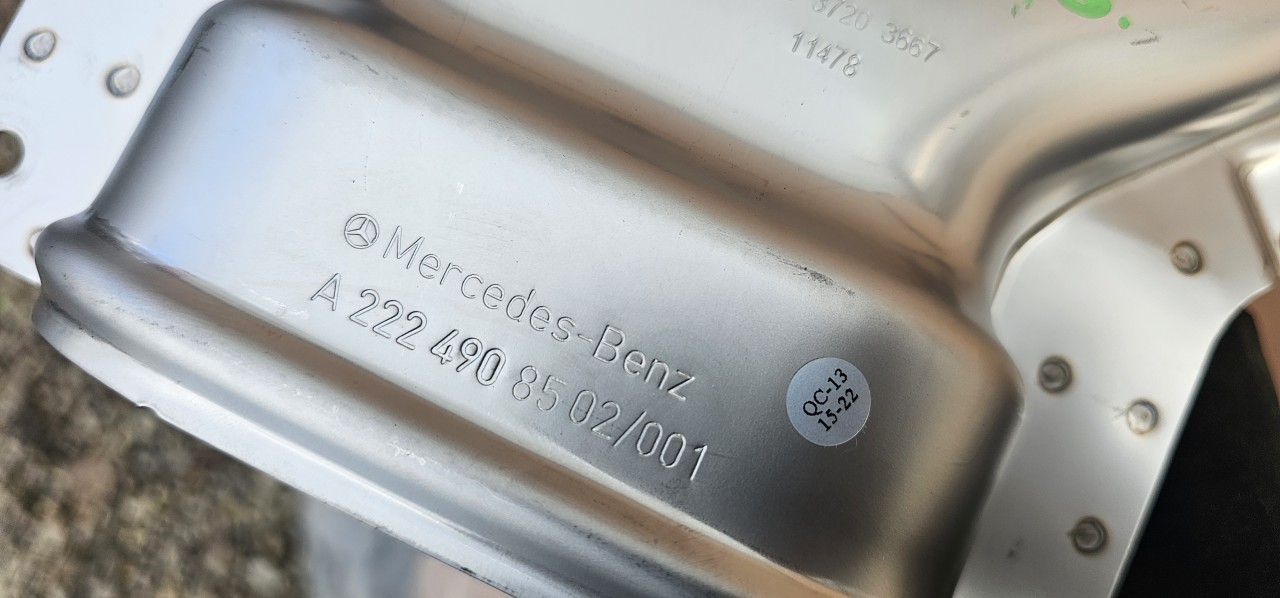 3720 3667
11478
Mercedes-Benz
A 222 490 85 02/001
QC-13
15-22